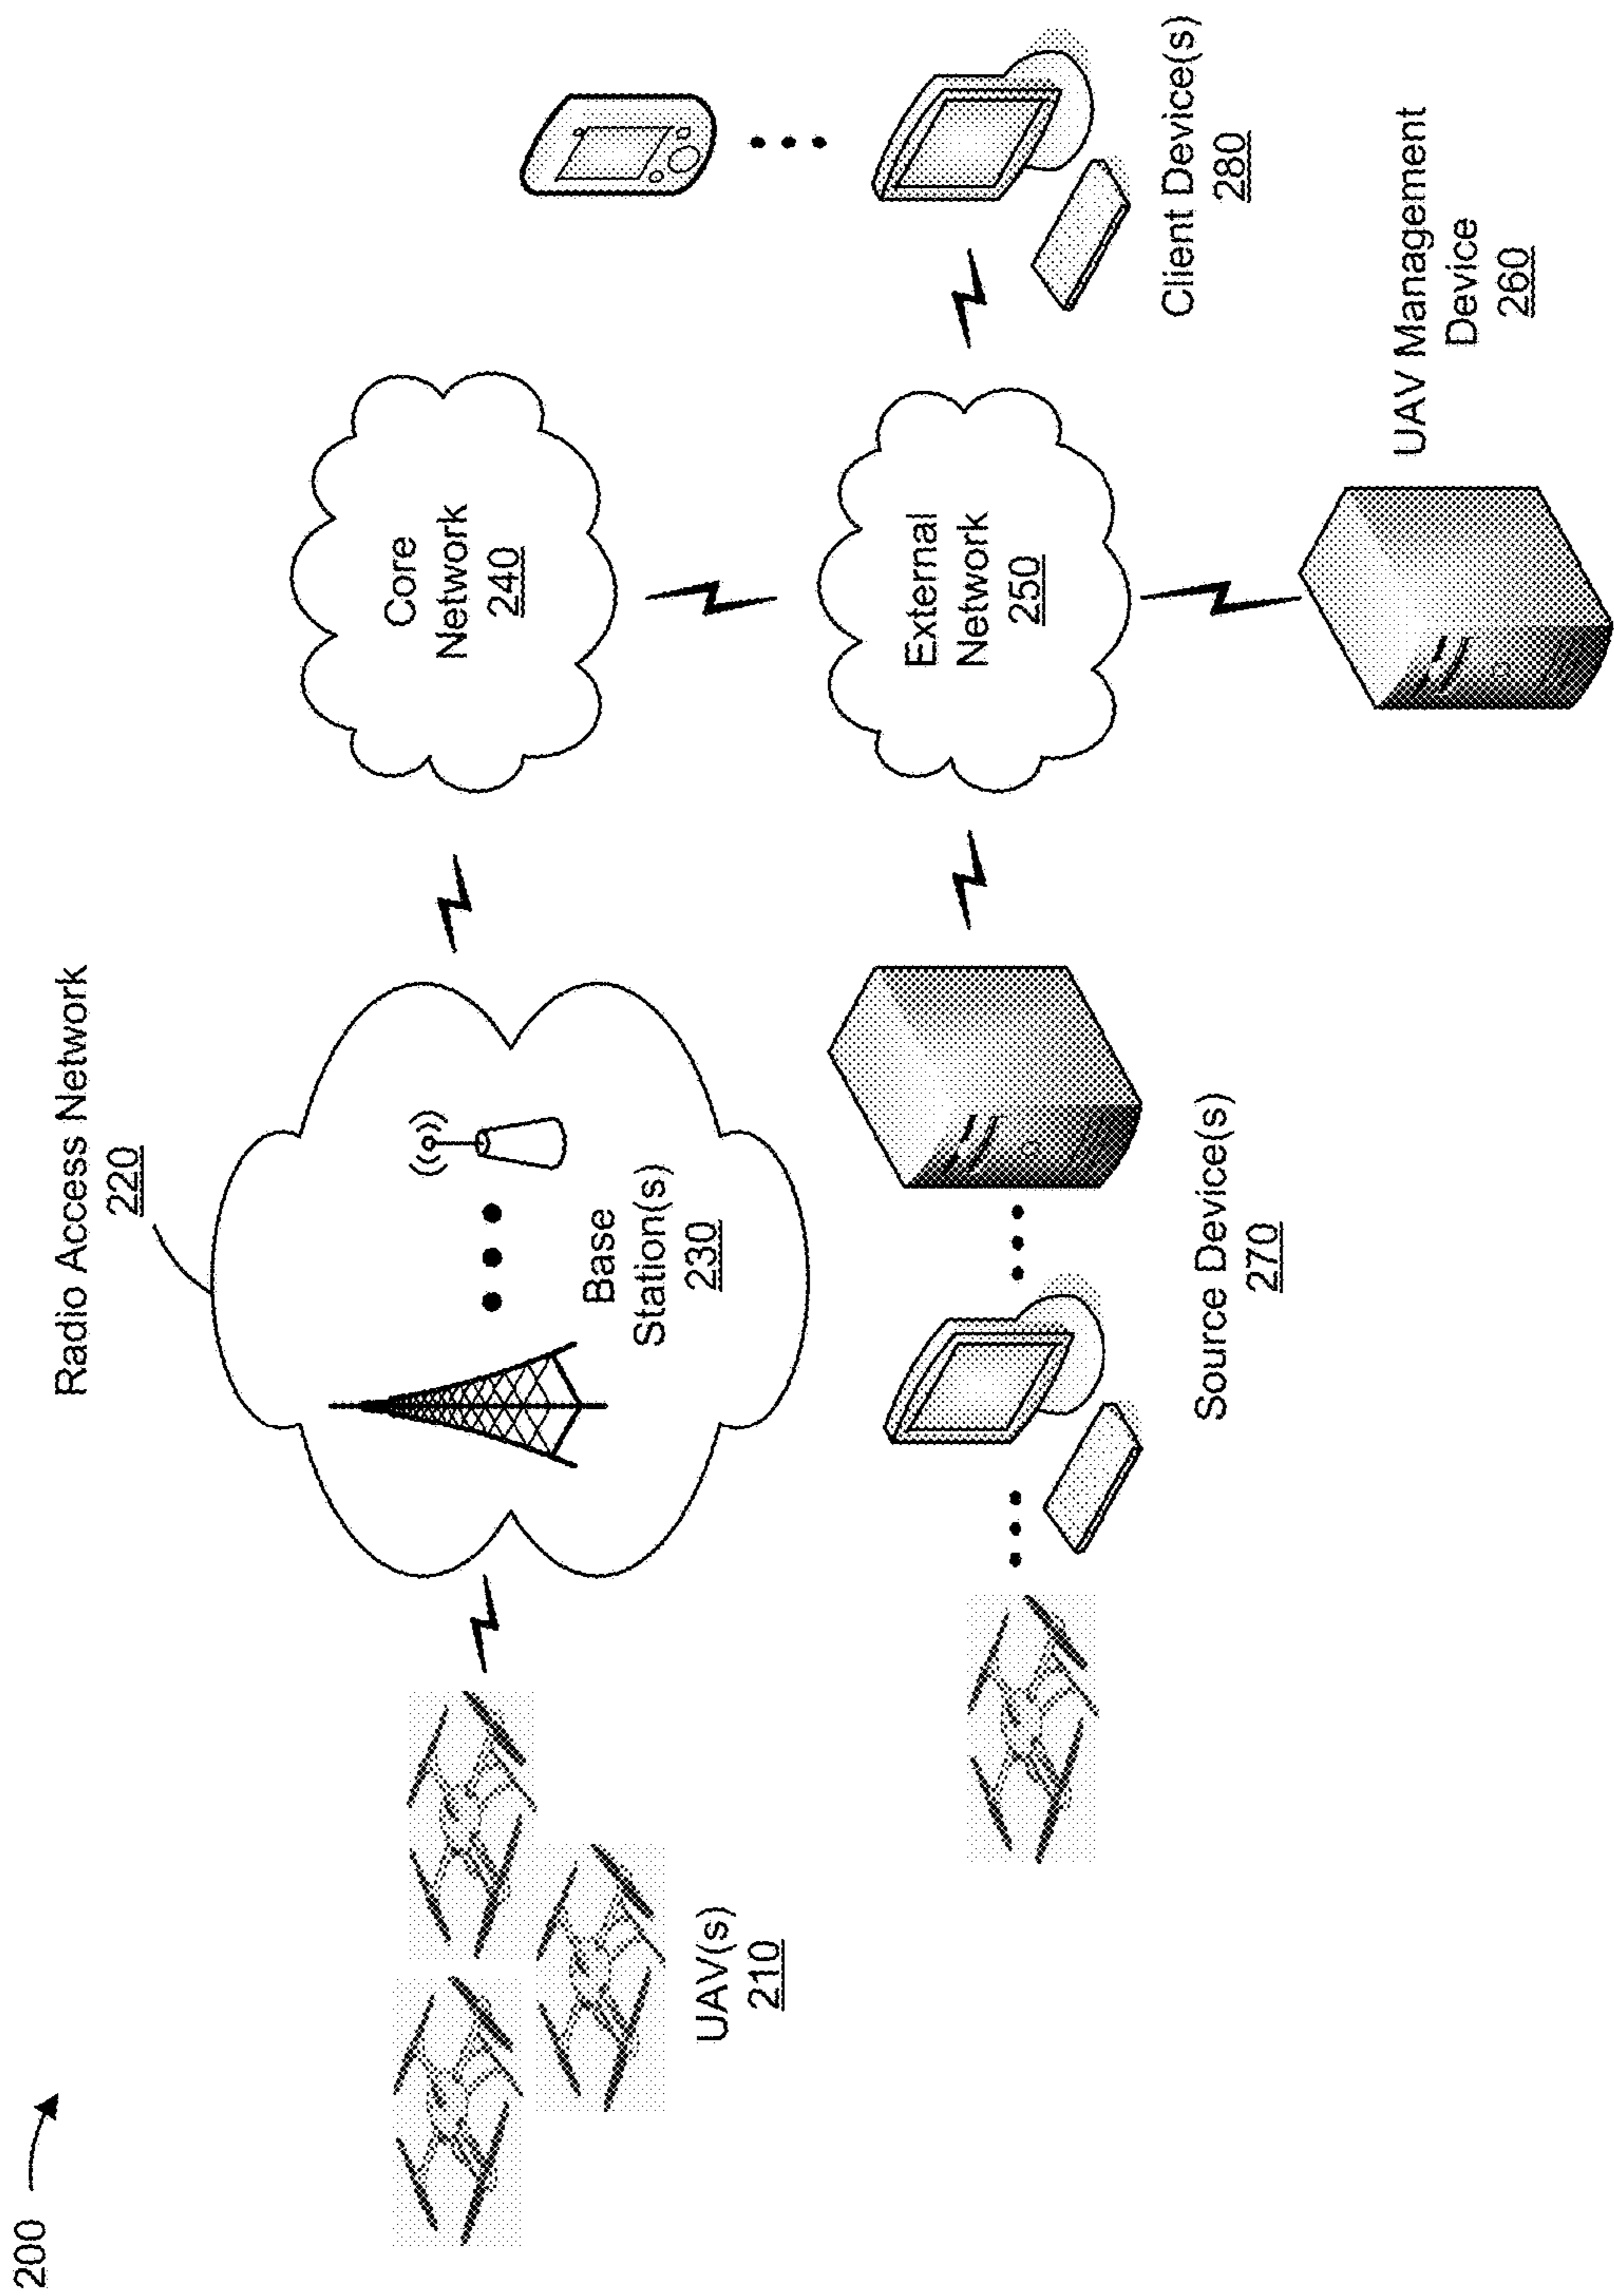 200
Radio Access Network
220
Base
Station(s)
230
Core
Network
240
UAV(s)
210
External
Network
250
Source Device(s)
270
Client Device(s)
280
UAV Management
Device
260